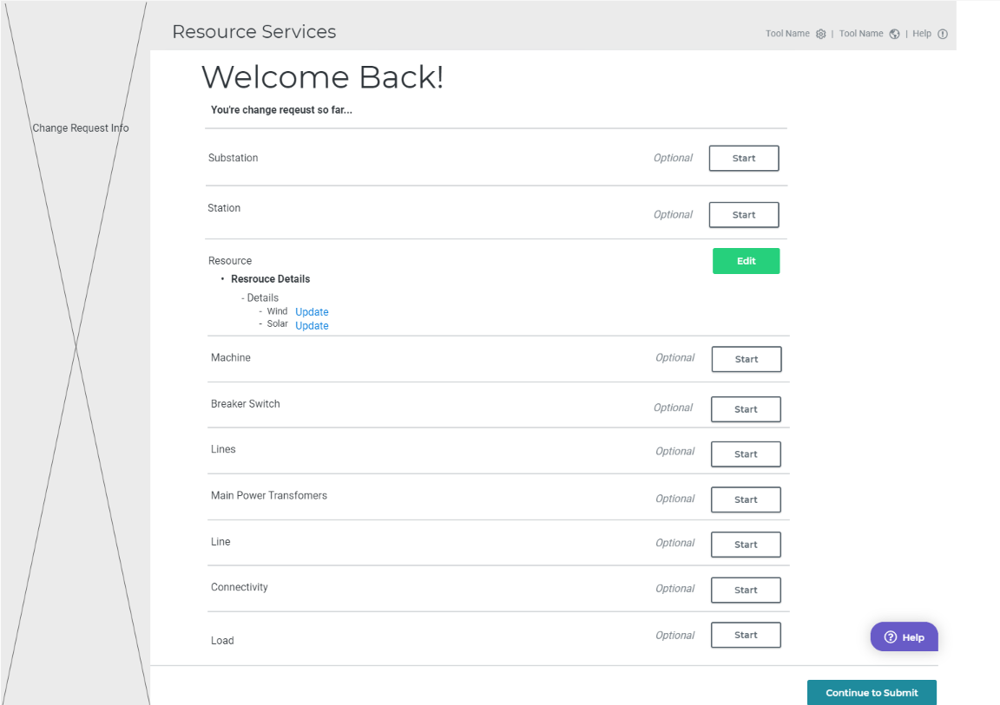 Resource Services
Tool Name | Tool Name | Help
Welcome Back!
You're change reqeust so far...
Change Request Info
Substation Optional Start
Station Optional Start
Resource Edit
• Resrouce Details
- Details
- Wind Update
- Solar Update
Machine Optional Start
Breaker Switch Optional Start
Lines Optional Start
Main Power Transfomers Optional Start
Line Optional Start
Connectivity Optional Start
Load Optional Start
? Help
Continue to Submit